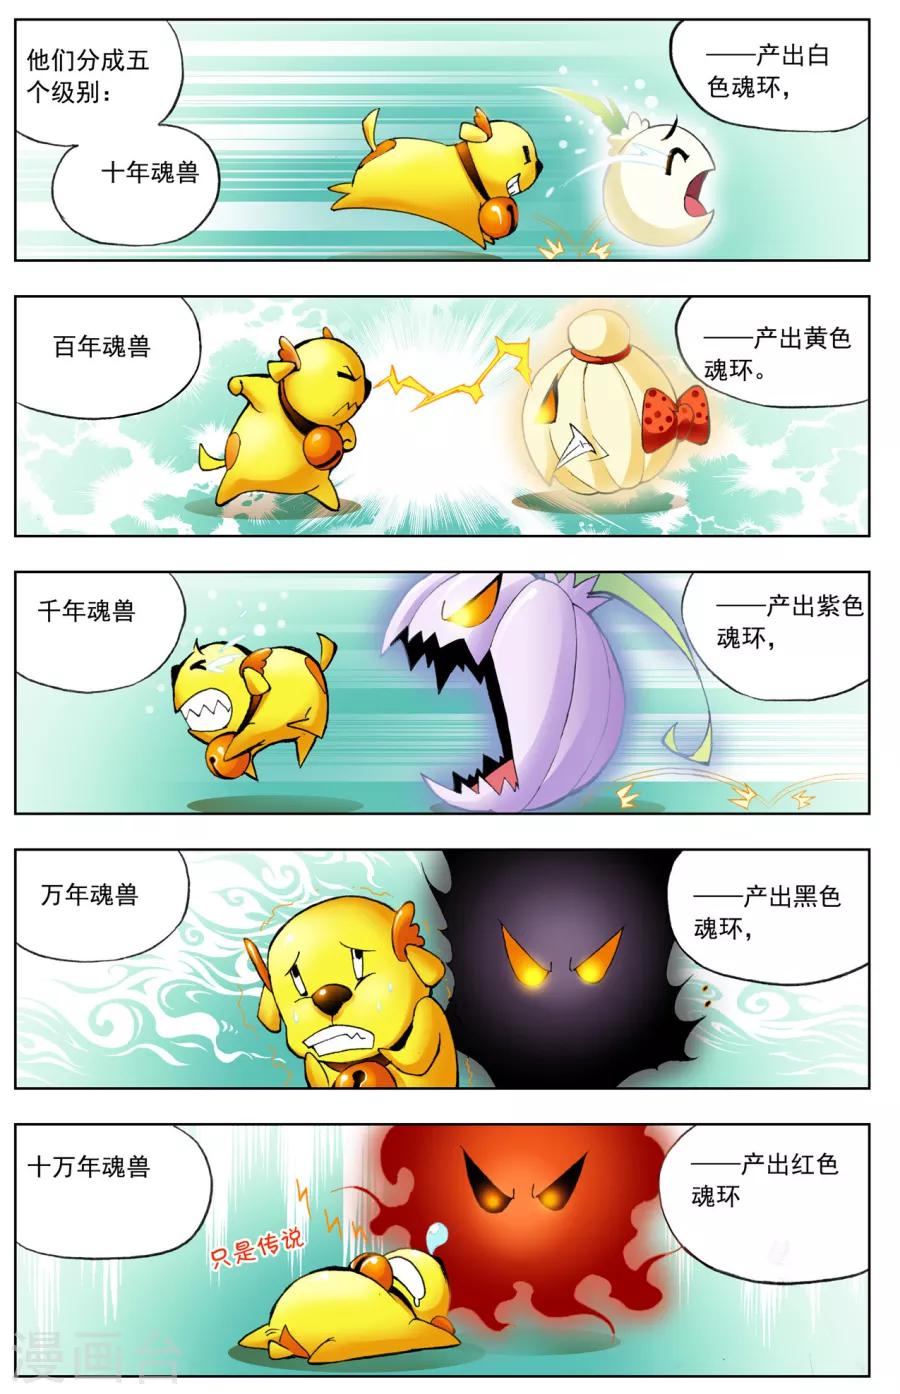 他们分成五
个级别：
十年魂兽
——产出白
色魂环，
百年魂兽
——产出黄色
魂环。
千年魂兽
——产出紫色
魂环，
万年魂兽
——产出黑色
魂环，
十万年魂兽
只是传说
——产出红色
魂环
漫画台